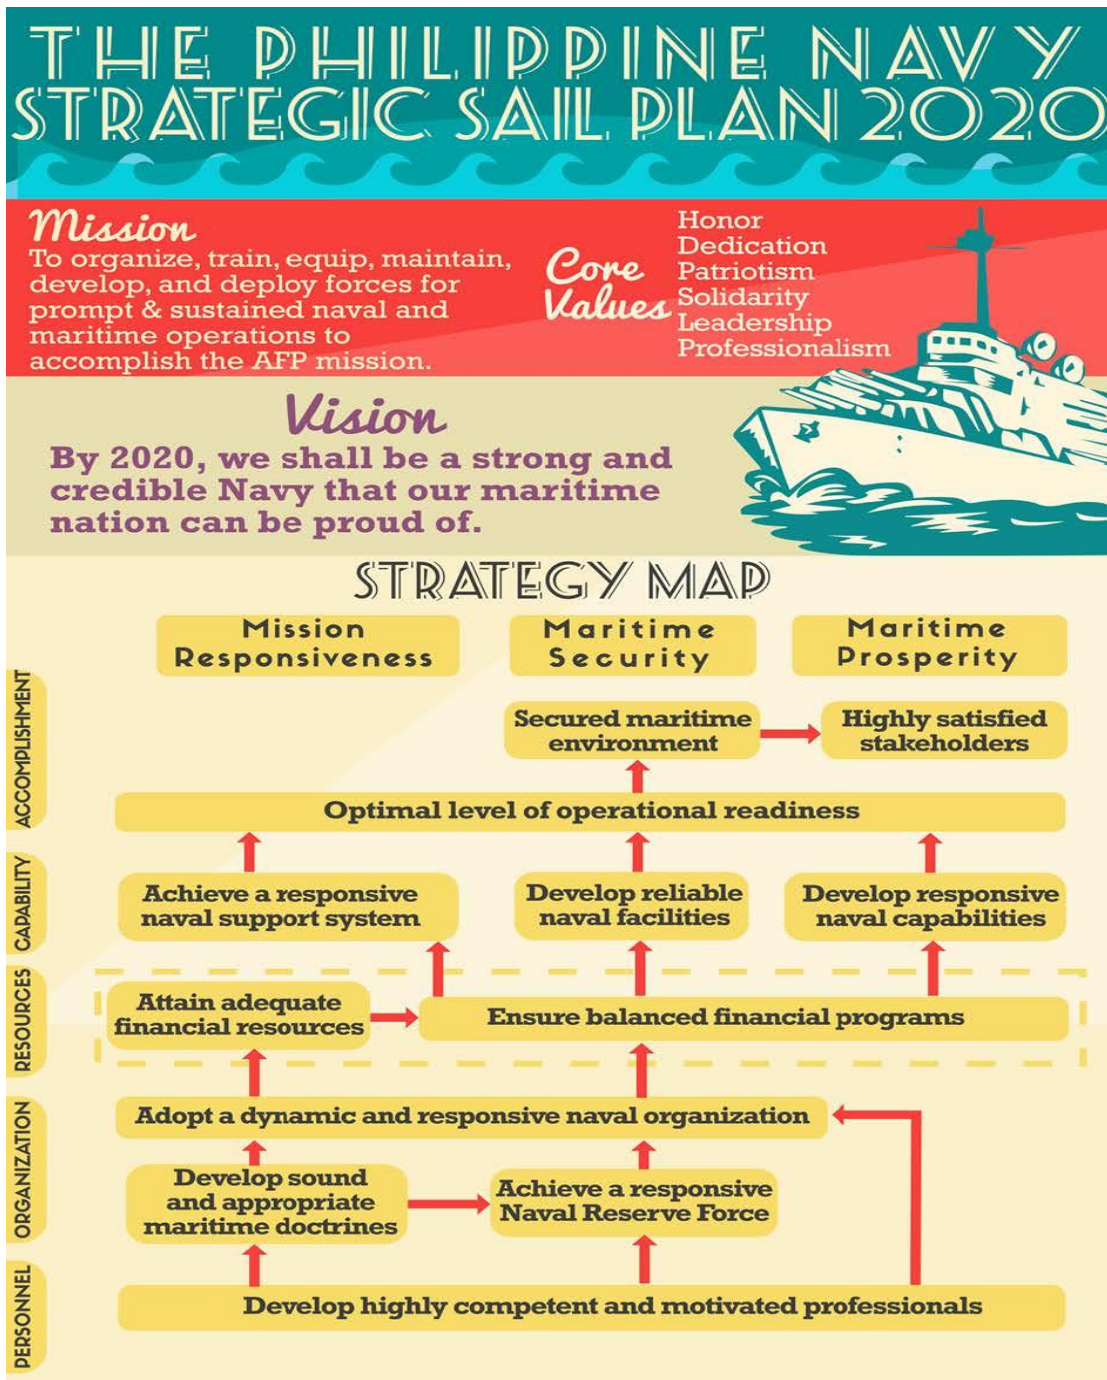 THE PHILIPPINE NAVY
STRATEGIC SAIL PLAN 2020
Mission
To organize, train, equip, maintain,
develop, and deploy forces for
prompt & sustained naval and
maritime operations to
accomplish the AFP mission.
Core
Values
Honor
Dedication
Patriotism
Solidarity
Leadership
Professionalism
Vision
By 2020, we shall be a strong and
credible Navy that our maritime
nation can be proud of.
STRATEGY MAP
Mission
Responsiveness
Maritime
Security
Maritime
Prosperity
ACCOMPLISHMENT
Secured maritime
environment
Highly satisfied
stakeholders
Optimal level of operational readiness
CAPABILITY
Achieve a responsive
naval support system
Develop reliable
naval facilities
Develop responsive
naval capabilities
RESOURCES
Attain adequate
financial resources
Ensure balanced financial programs
ORGANIZATION
Adopt a dynamic and responsive naval organization
Develop sound
and appropriate
maritime doctrines
Achieve a responsive
Naval Reserve Force
PERSONNEL
Develop highly competent and motivated professionals